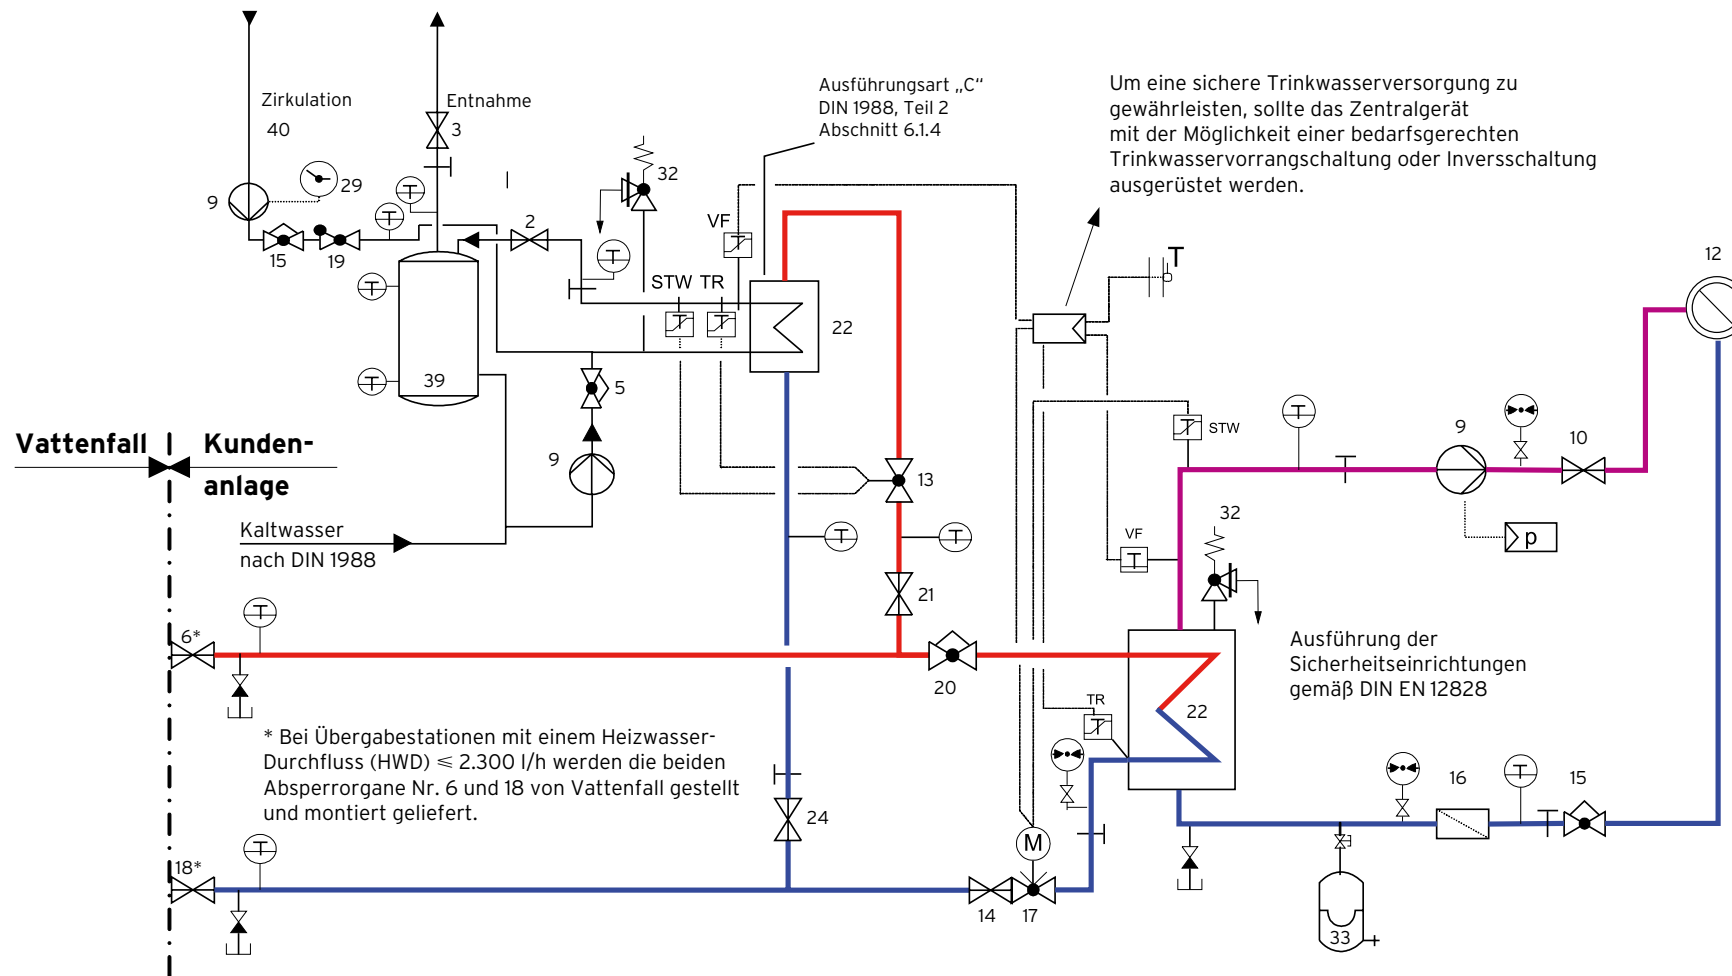 Zirkulation
40
Entnahme
3
Ausführungsart „C“
DIN 1988, Teil 2
Abschnitt 6.1.4
Um eine sichere Trinkwasserversorgung zu
gewährleisten, sollte das Zentralgerät
mit der Möglichkeit einer bedarfsgerechten
Trinkwasservorrangschaltung oder Inversschaltung
ausgerüstet werden.
9
29
T
T
15
19
2
T
32
VF
STW TR
22
T
12
T
T
39
5
9
13
T
T
21
Vattenfall
Kunden-
anlage
Kaltwasser
nach DIN 1988
STW
T
9
10
p
VF
T
32
Ausführung der
Sicherheitseinrichtungen
gemäß DIN EN 12828
6*
T
20
TR
22
* Bei Übergabestationen mit einem Heizwasser-
Durchfluss (HWD) ≤ 2.300 l/h werden die beiden
Absperrorgane Nr. 6 und 18 von Vattenfall gestellt
und montiert geliefert.
24
16
T
15
18*
T
M
14
17
33